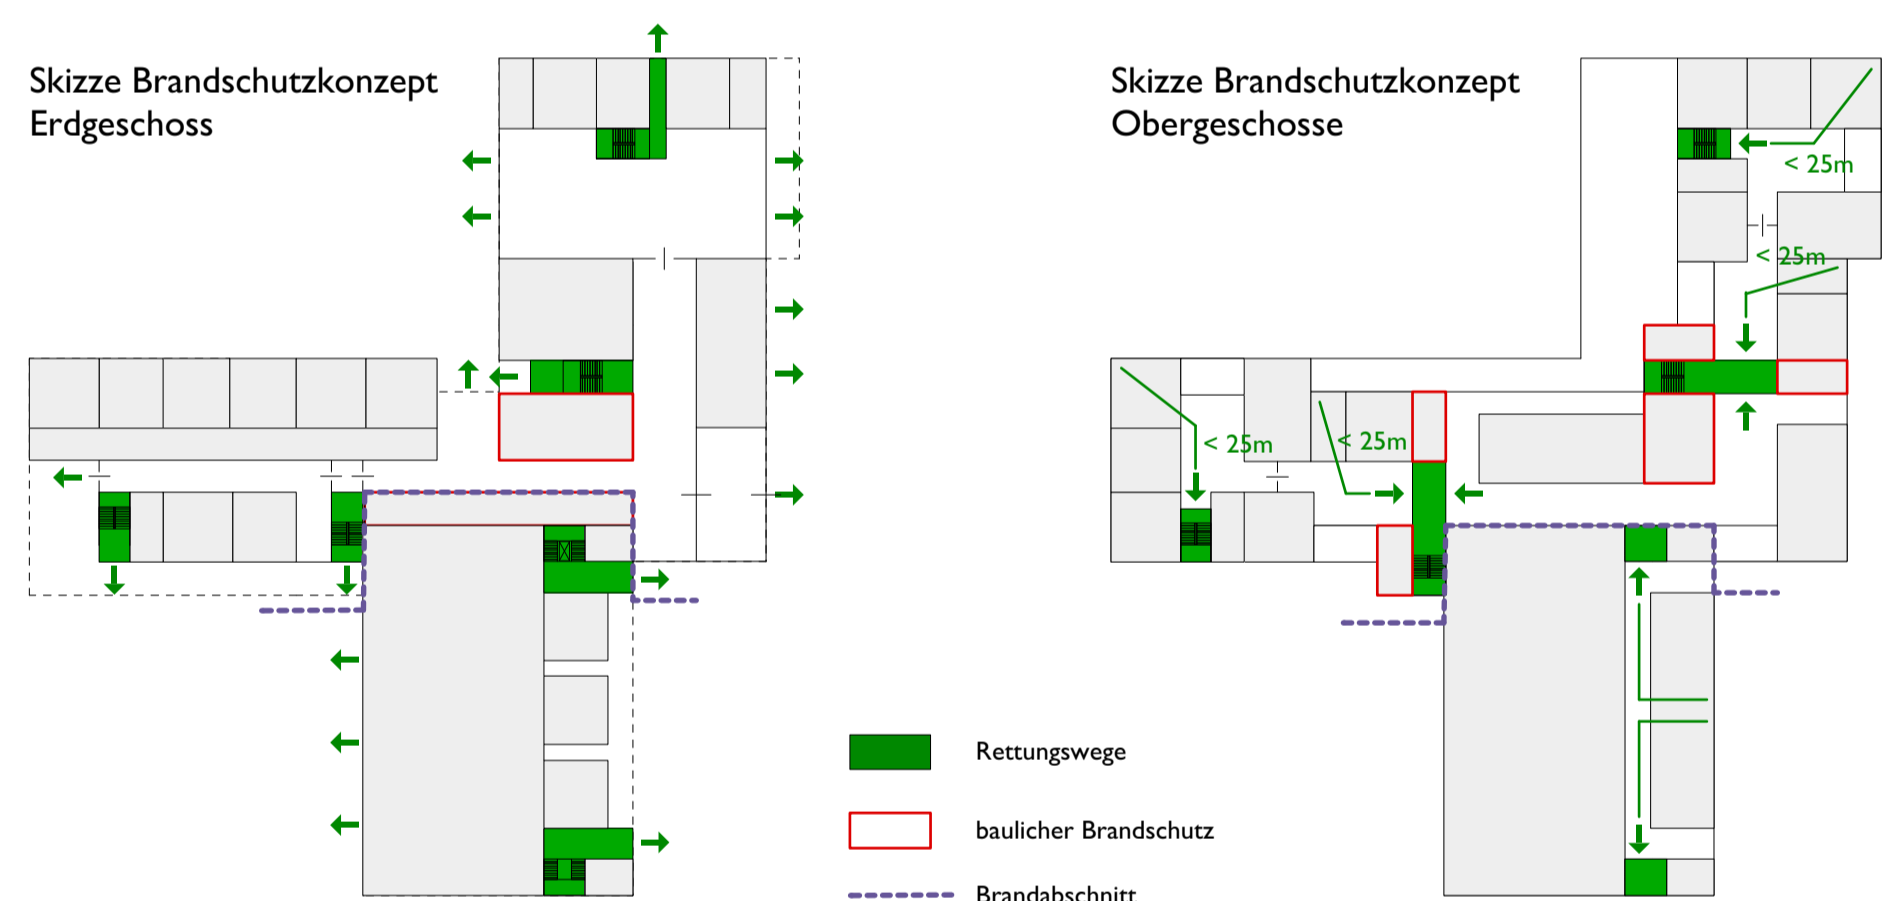 Skizze Brandschutzkonzept
Erdgeschoss
Skizze Brandschutzkonzept
Obergeschosse
< 25m
< 25m
< 25m
< 25m
Rettungswege
baulicher Brandschutz
Brandabschnitt